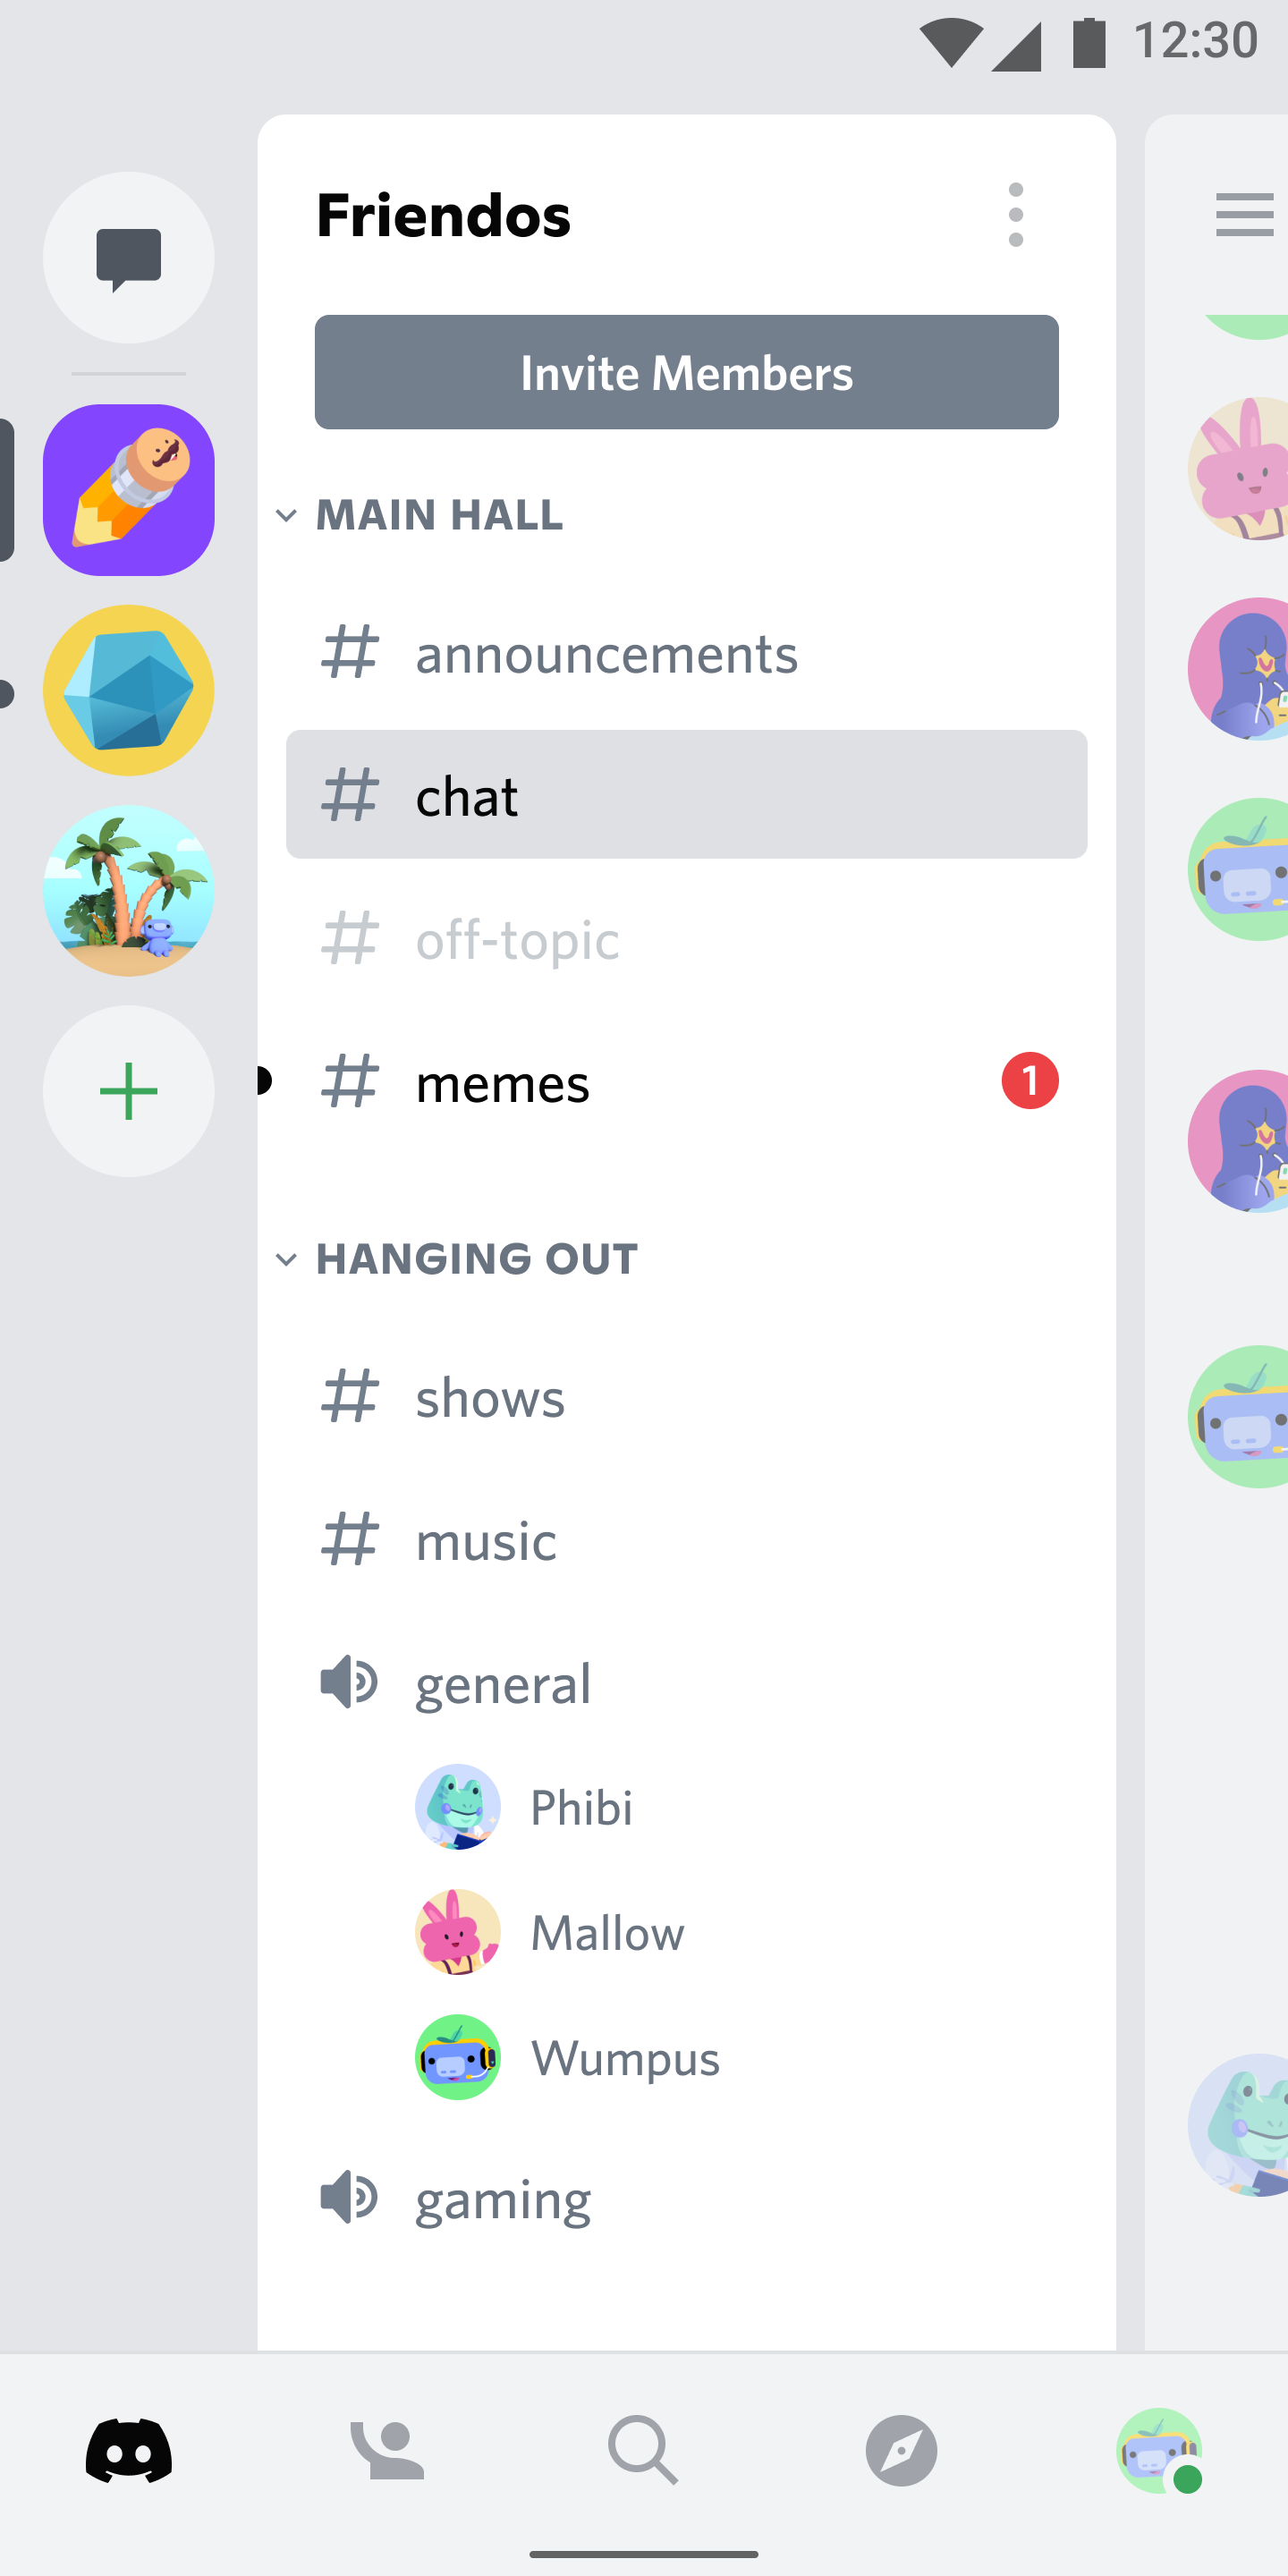 12:30
Friendos
Invite Members
MAIN HALL
announcements
chat
off-topic
memes
1
HANGING OUT
shows
music
general
Phibi
Mallow
Wumpus
gaming